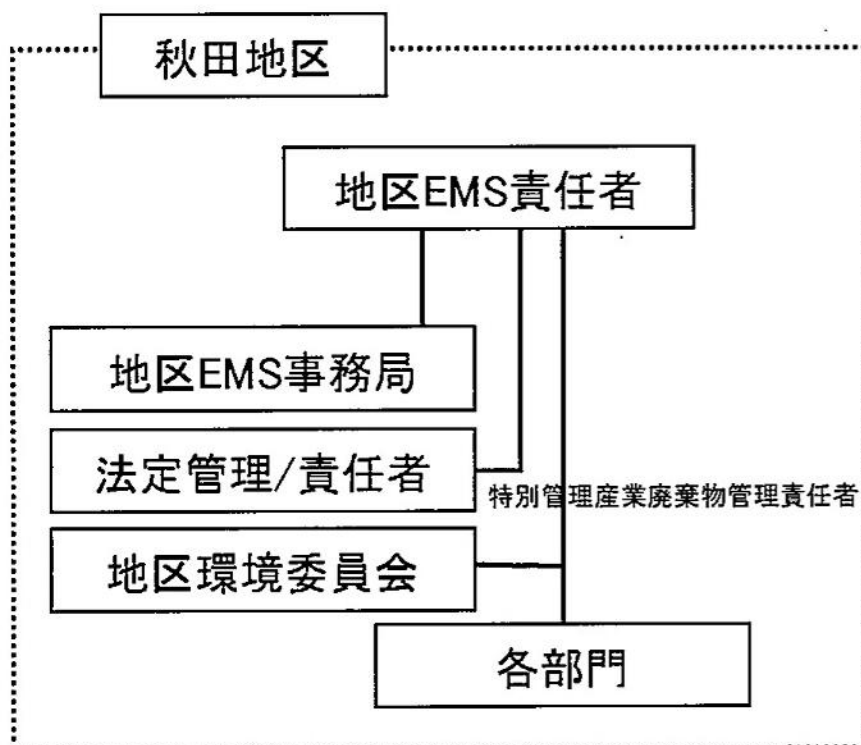 秋田地区
地区EMS責任者
地区EMS事務局
法定管理/責任者
特別管理産業廃棄物管理責任者
地区環境委員会
各部門